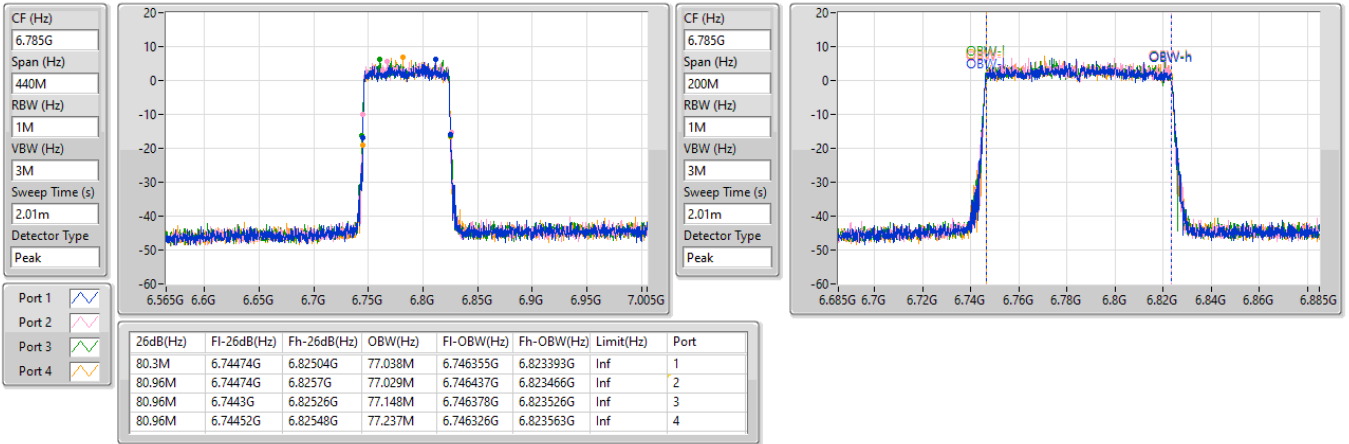 CF (Hz)
6.785G
Span (Hz)
440M
RBW (Hz)
1M
VBW (Hz)
3M
Sweep Time (s)
2.01m
Detector Type
Peak
20
10
0
-10
-20
-30
-40
-50
-60
6.565G 6.6G 6.65G 6.7G 6.75G 6.8G 6.85G 6.9G 6.95G 7.005G
CF (Hz)
6.785G
Span (Hz)
200M
RBW (Hz)
1M
VBW (Hz)
3M
Sweep Time (s)
2.01m
Detector Type
Peak
20
10
0
-10
-20
-30
-40
-50
-60
OBW-l
OBW-l
OBW-h
6.685G 6.7G 6.72G 6.74G 6.76G 6.78G 6.8G 6.82G 6.84G 6.86G 6.885G
Port 1
Port 2
Port 3
Port 4
26dB(Hz) Fl-26dB(Hz) Fh-26dB(Hz) OBW(Hz) Fl-OBW(Hz) Fh-OBW(Hz) Limit(Hz) Port
80.3M 6.74474G 6.82504G 77.038M 6.746355G 6.823393G Inf 1
80.96M 6.74474G 6.8257G 77.029M 6.746437G 6.823466G Inf 2
80.96M 6.7443G 6.82526G 77.148M 6.746378G 6.823526G Inf 3
80.96M 6.74452G 6.82548G 77.237M 6.746326G 6.823563G Inf 4